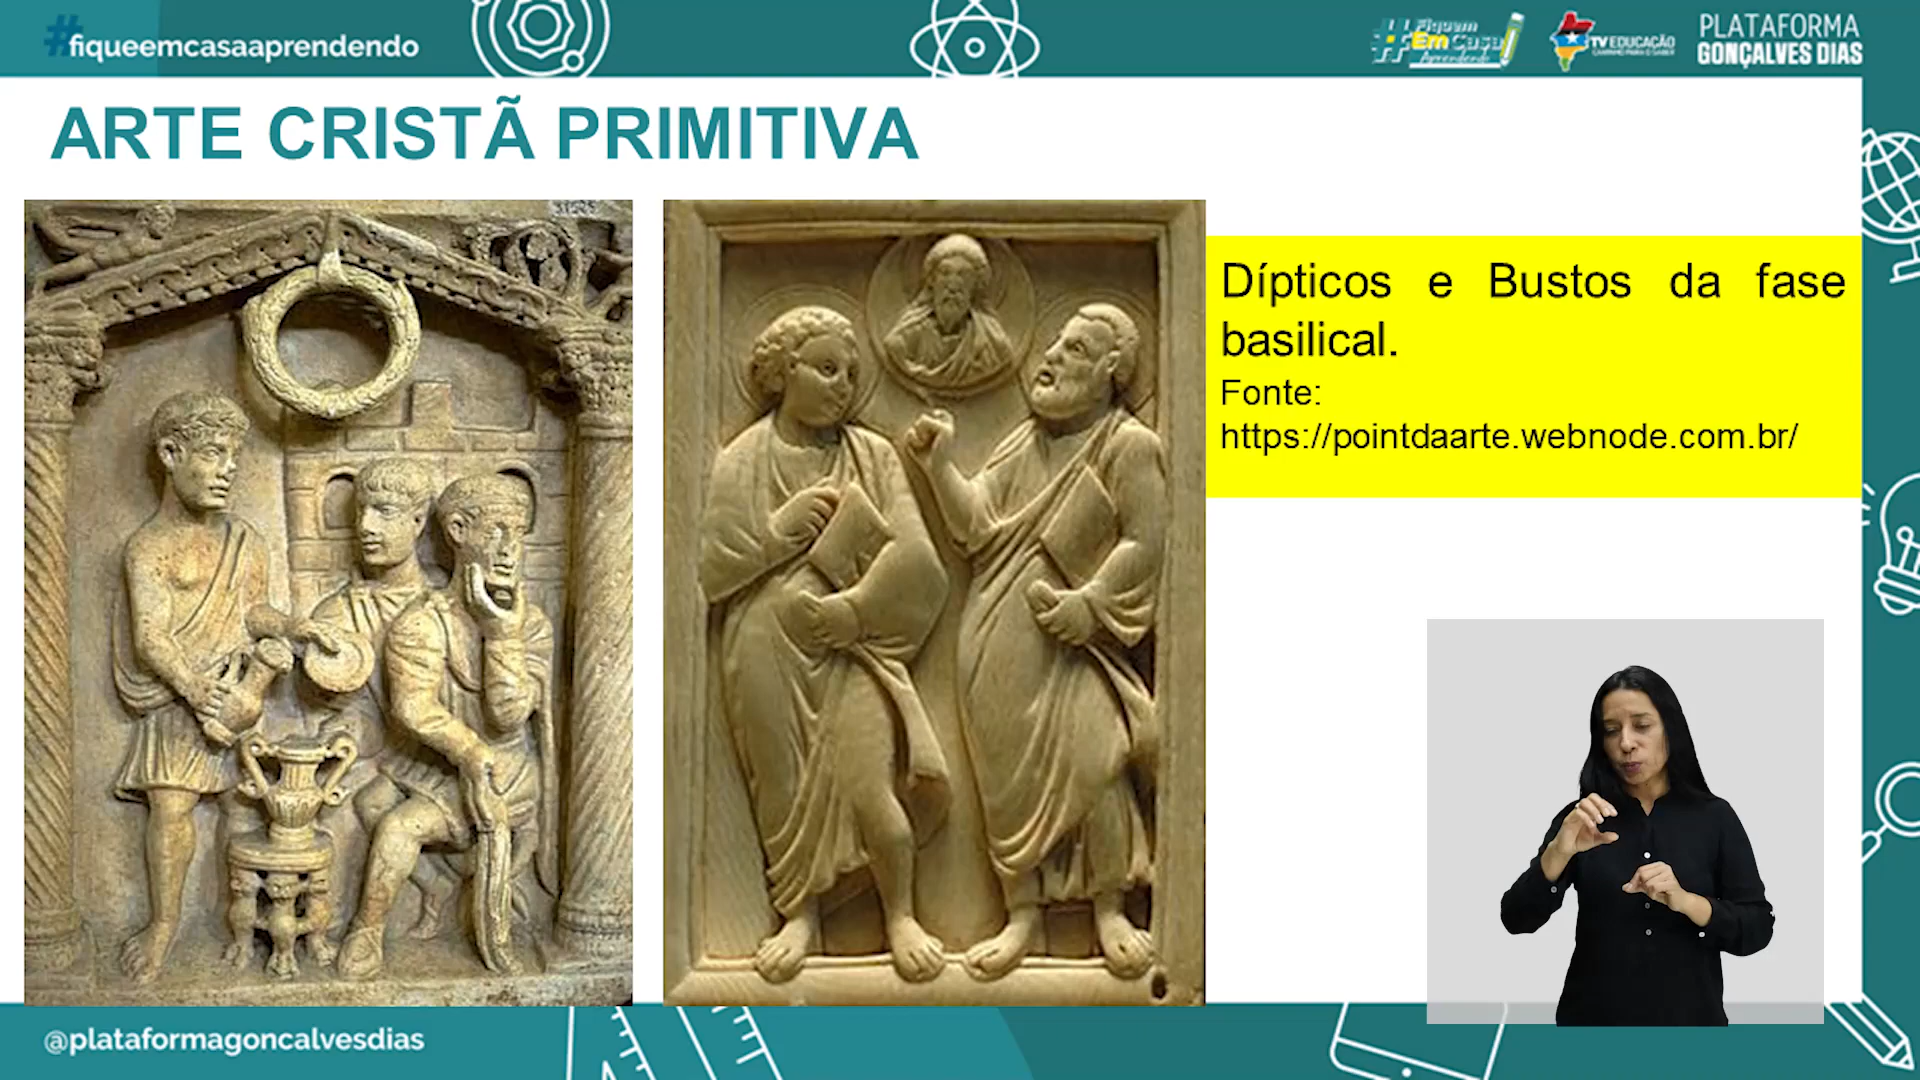 #fiqueemcasaaprendendo
#Fiquem
Em Casa
Aprendendo
TV EDUCAÇÃO
PLATAFORMA
GONÇALVES DIAS
ARTE CRISTÃ PRIMITIVA
Dípticos e Bustos da fase
basilical.
Fonte:
https://pointdaarte.webnode.com.br/
@plataformagoncalvesdias